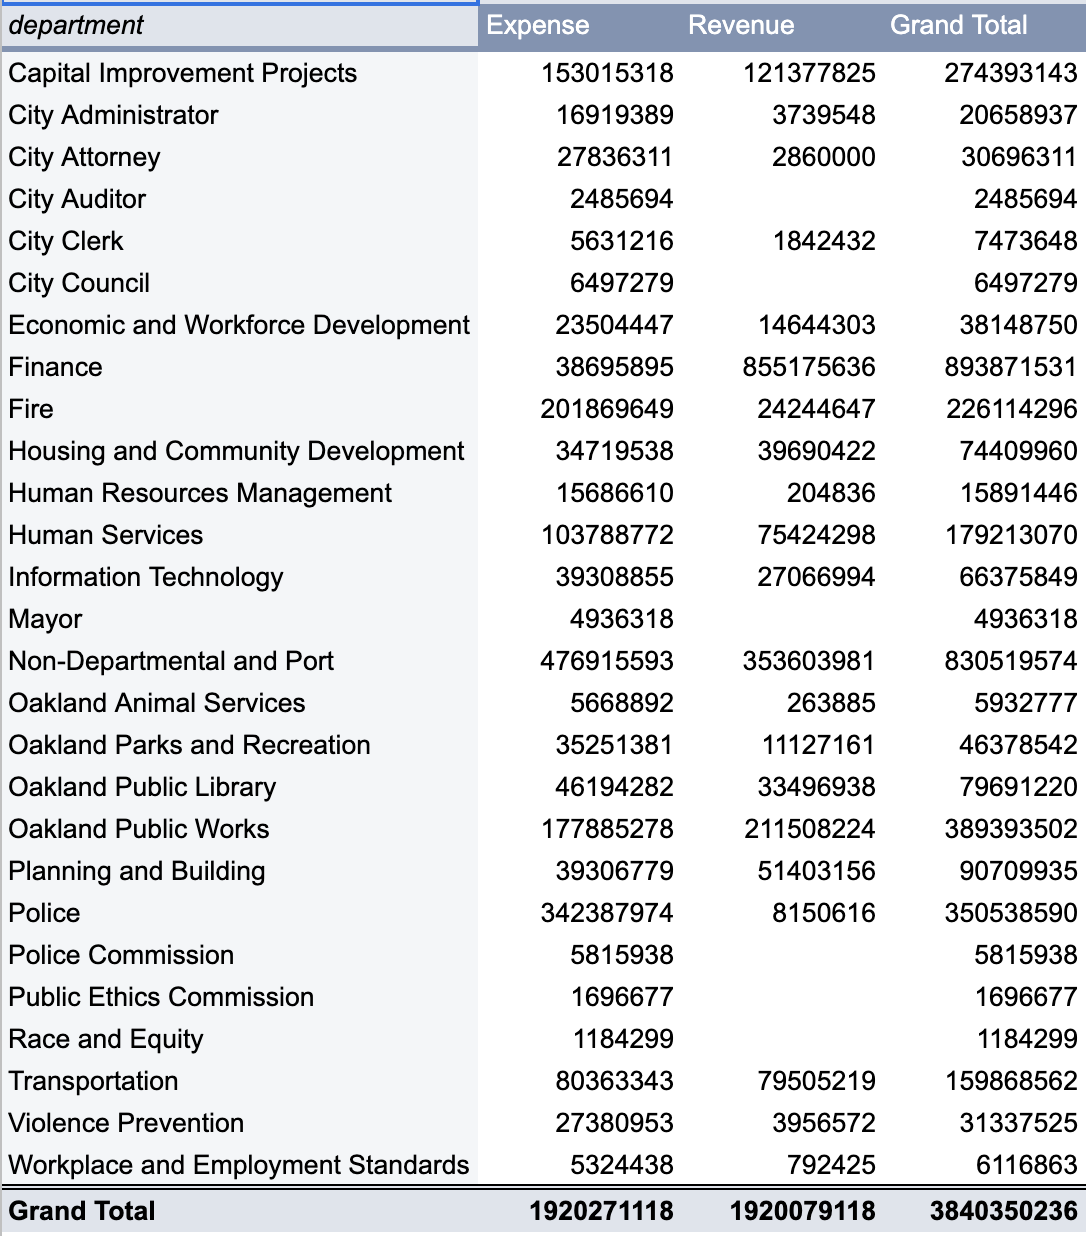 department Expense Revenue Grand Total
Capital Improvement Projects 153015318 121377825 274393143
City Administrator 16919389 3739548 20658937
City Attorney 27836311 2860000 30696311
City Auditor 2485694 2485694
City Clerk 5631216 1842432 7473648
City Council 6497279 6497279
Economic and Workforce Development 23504447 14644303 38148750
Finance 38695895 855175636 893871531
Fire 201869649 24244647 226114296
Housing and Community Development 34719538 39690422 74409960
Human Resources Management 15686610 204836 15891446
Human Services 103788772 75424298 179213070
Information Technology 39308855 27066994 66375849
Mayor 4936318 4936318
Non-Departmental and Port 476915593 353603981 830519574
Oakland Animal Services 5668892 263885 5932777
Oakland Parks and Recreation 35251381 11127161 46378542
Oakland Public Library 46194282 33496938 79691220
Oakland Public Works 177885278 211508224 389393502
Planning and Building 39306779 51403156 90709935
Police 342387974 8150616 350538590
Police Commission 5815938 5815938
Public Ethics Commission 1696677 1696677
Race and Equity 1184299 1184299
Transportation 80363343 79505219 159868562
Violence Prevention 27380953 3956572 31337525
Workplace and Employment Standards 5324438 792425 6116863
Grand Total 1920271118 1920079118 3840350236